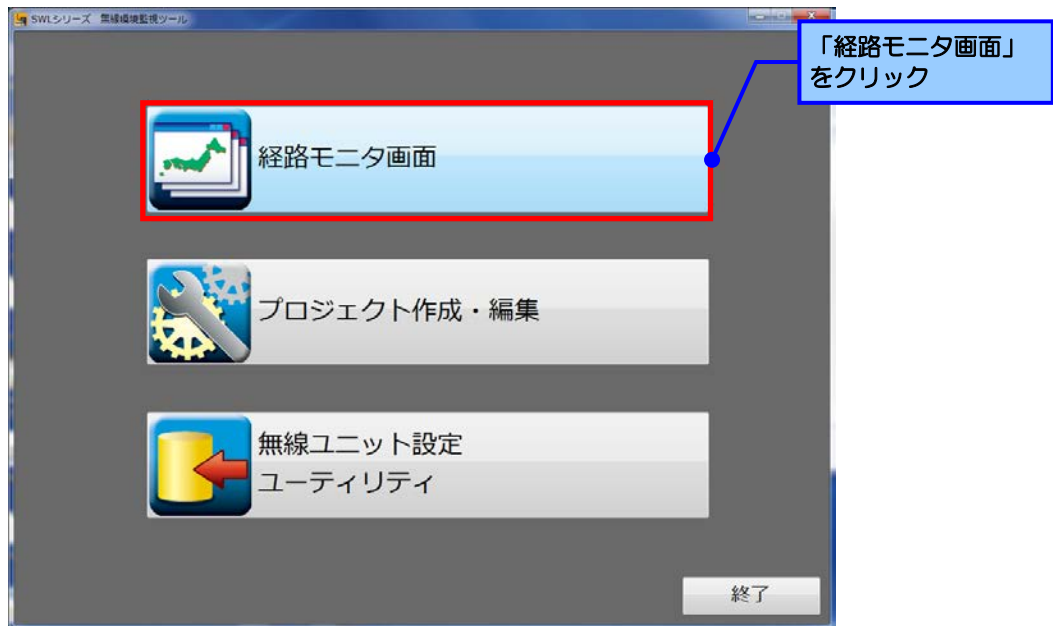 SWLシリーズ 無線環境監視ツール
「経路モニタ画面」
をクリック
経路モニタ画面
プロジェクト作成・編集
無線ユニット設定
ユーティリティ
終了